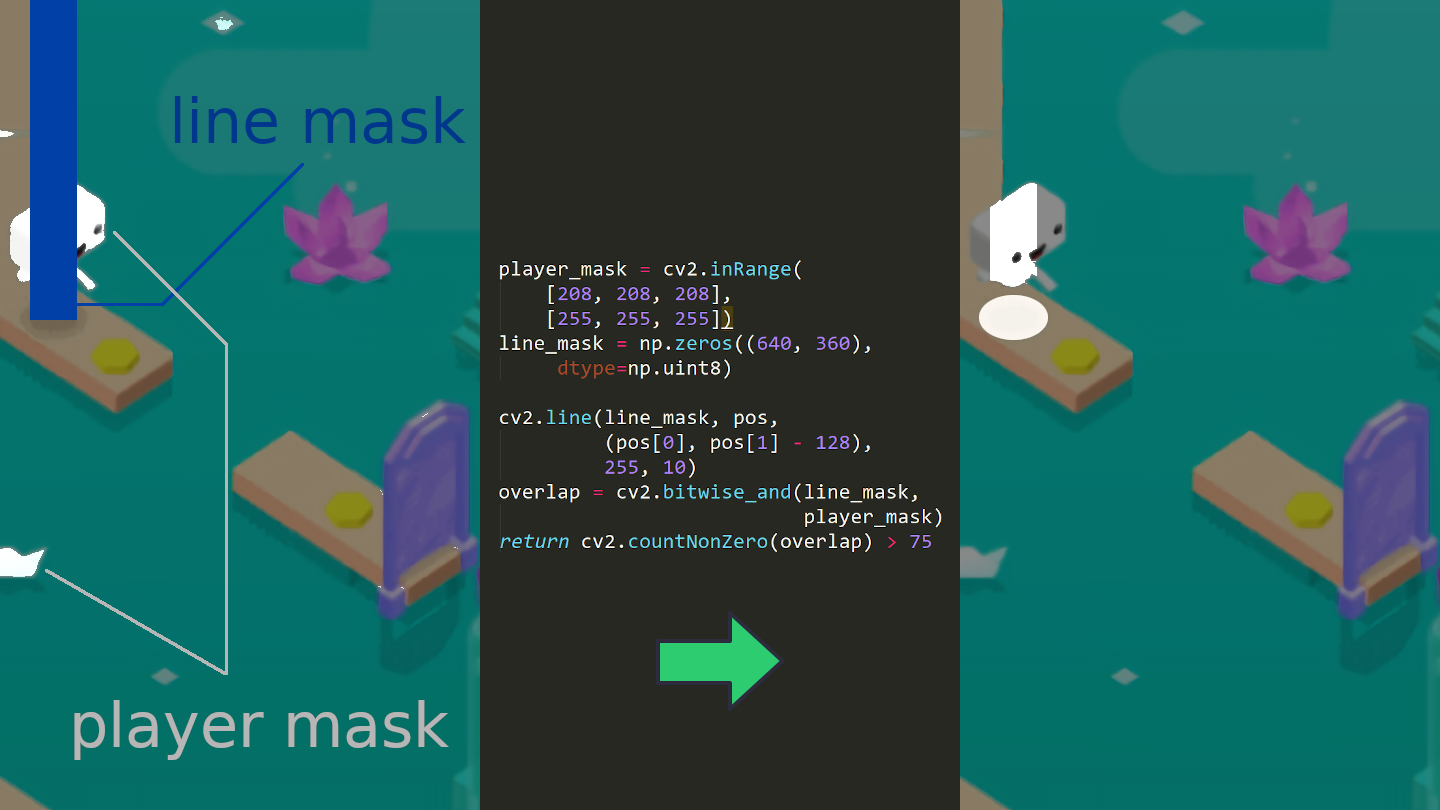 line mask
player mask
player_mask = cv2.inRange(
    [208, 208, 208],
    [255, 255, 255])
line_mask = np.zeros((640, 360),
     dtype=np.uint8)
cv2.line(line_mask, pos,
         (pos[0], pos[1] - 128),
         255, 10)
overlap = cv2.bitwise_and(line_mask,
                          player_mask)
return cv2.countNonZero(overlap) > 75